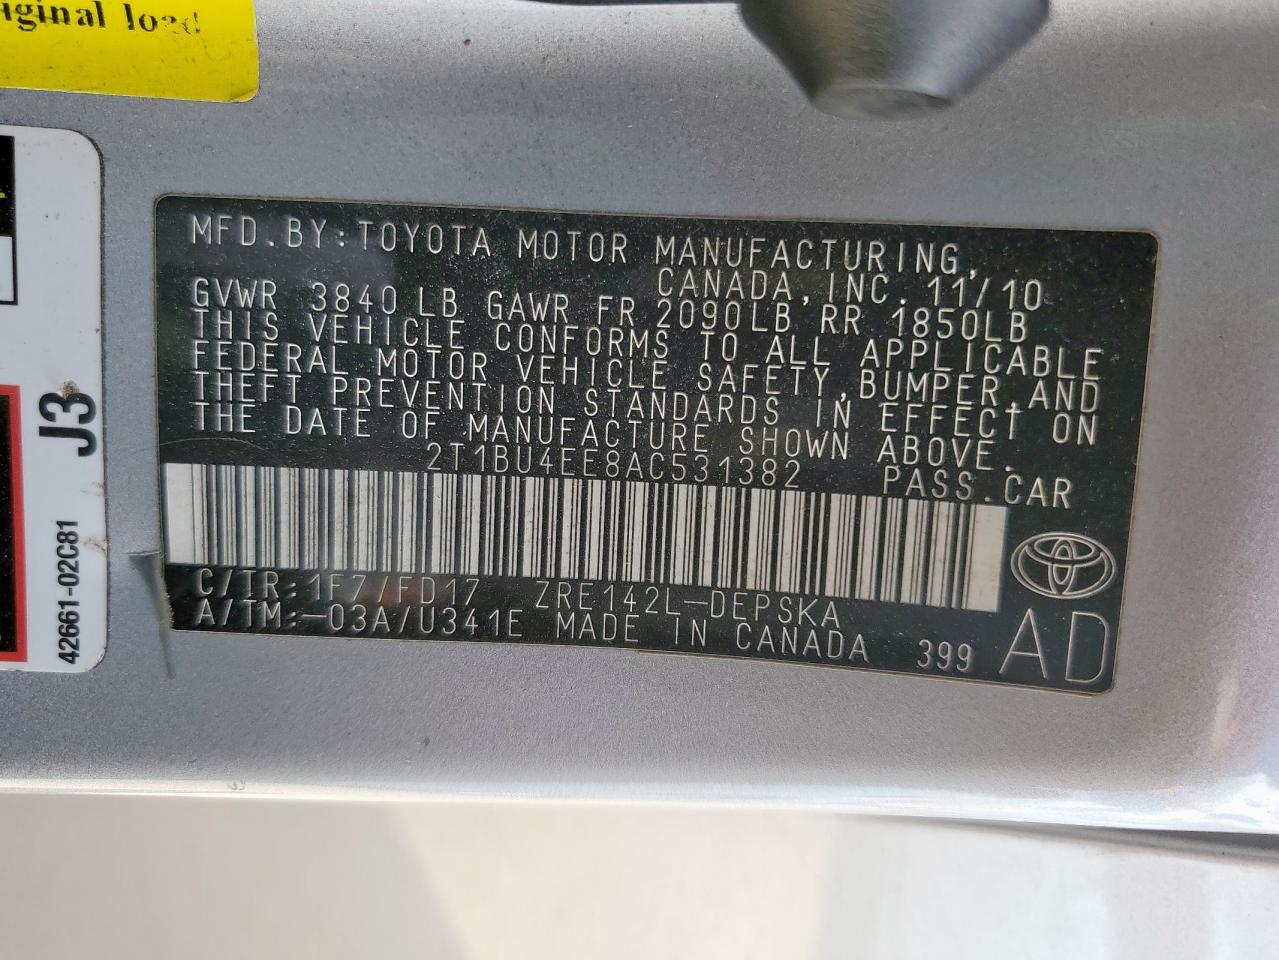 iginal load
J3
42661-02C81
MFD.BY:TOYOTA MOTOR MANUFACTURING,
CANADA, INC. 11/10
GVWR 3840 LB GAWR FR 2090LB RR 1850LB
THIS VEHICLE CONFORMS TO ALL APPLICABLE
FEDERAL MOTOR VEHICLE SAFETY,BUMPER,AND
THEFT PREVENTION STANDARDS IN EFFECT ON
THE DATE OF MANUFACTURE SHOWN ABOVE.
2T1BU4EE8AC531382 PASS.CAR
C/TR:1F7/FD17 ZRE142L-DEPSKA
A/TM:-03A/U341E MADE IN CANADA 399 AD